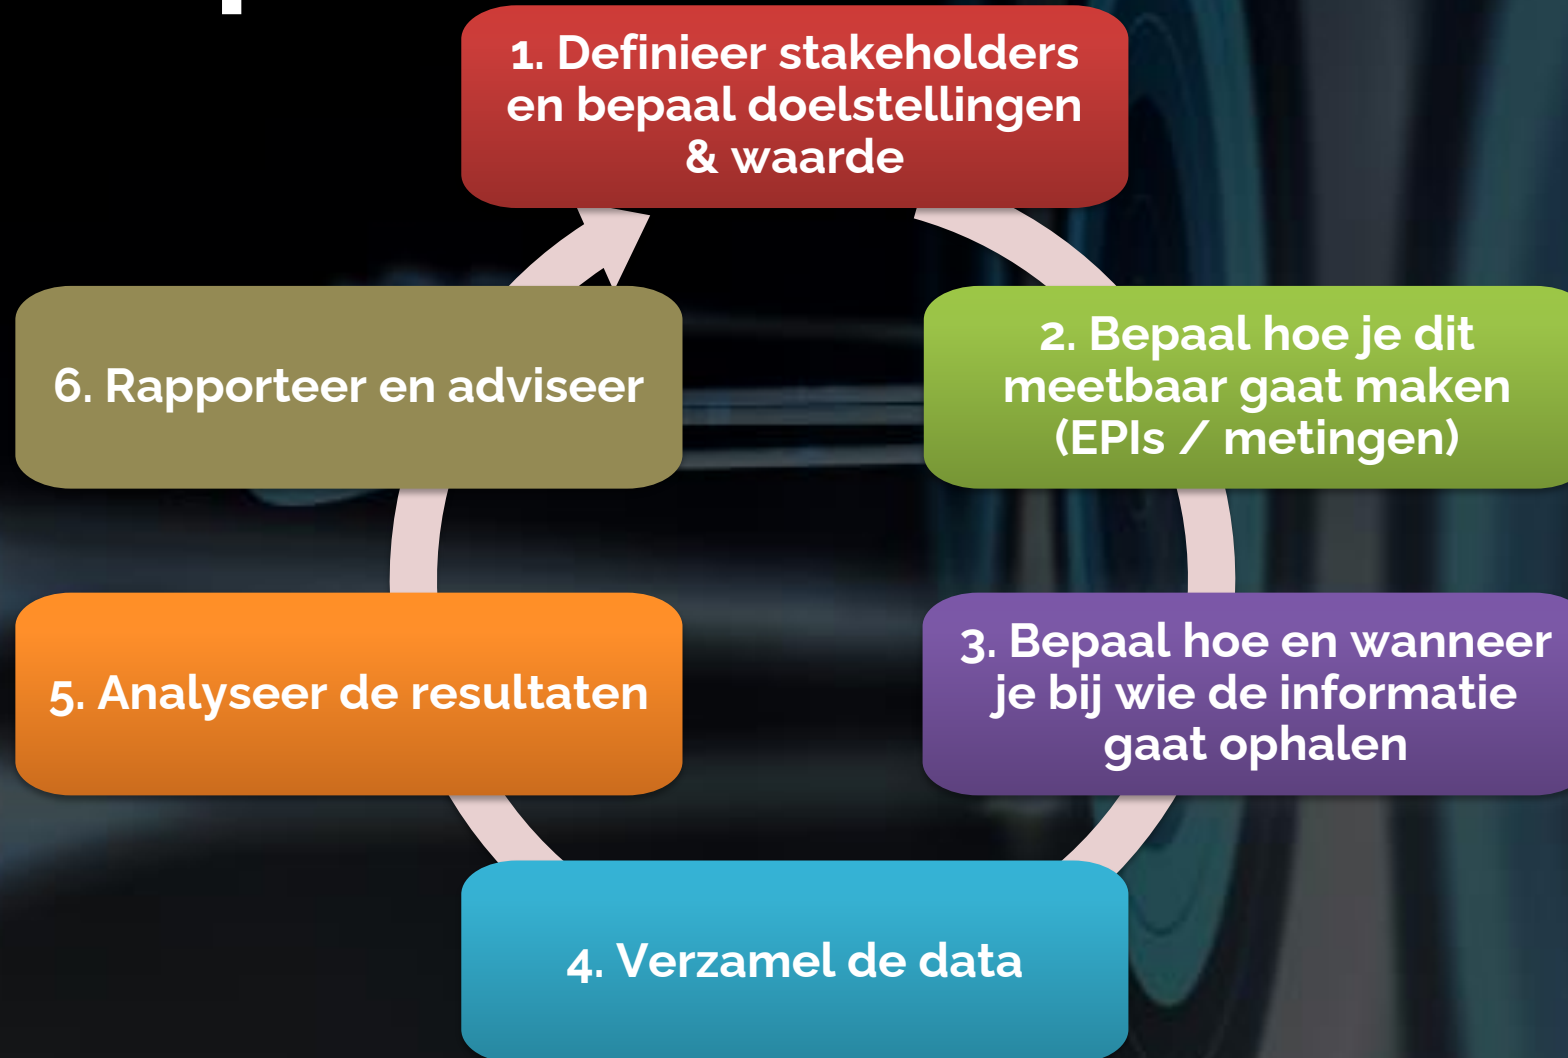 1. Definieer stakeholders
en bepaal doelstellingen
& waarde
2. Bepaal hoe je dit
meetbaar gaat maken
(EPIs / metingen)
3. Bepaal hoe en wanneer
je bij wie de informatie
gaat ophalen
4. Verzamel de data
5. Analyseer de resultaten
6. Rapporteer en adviseer